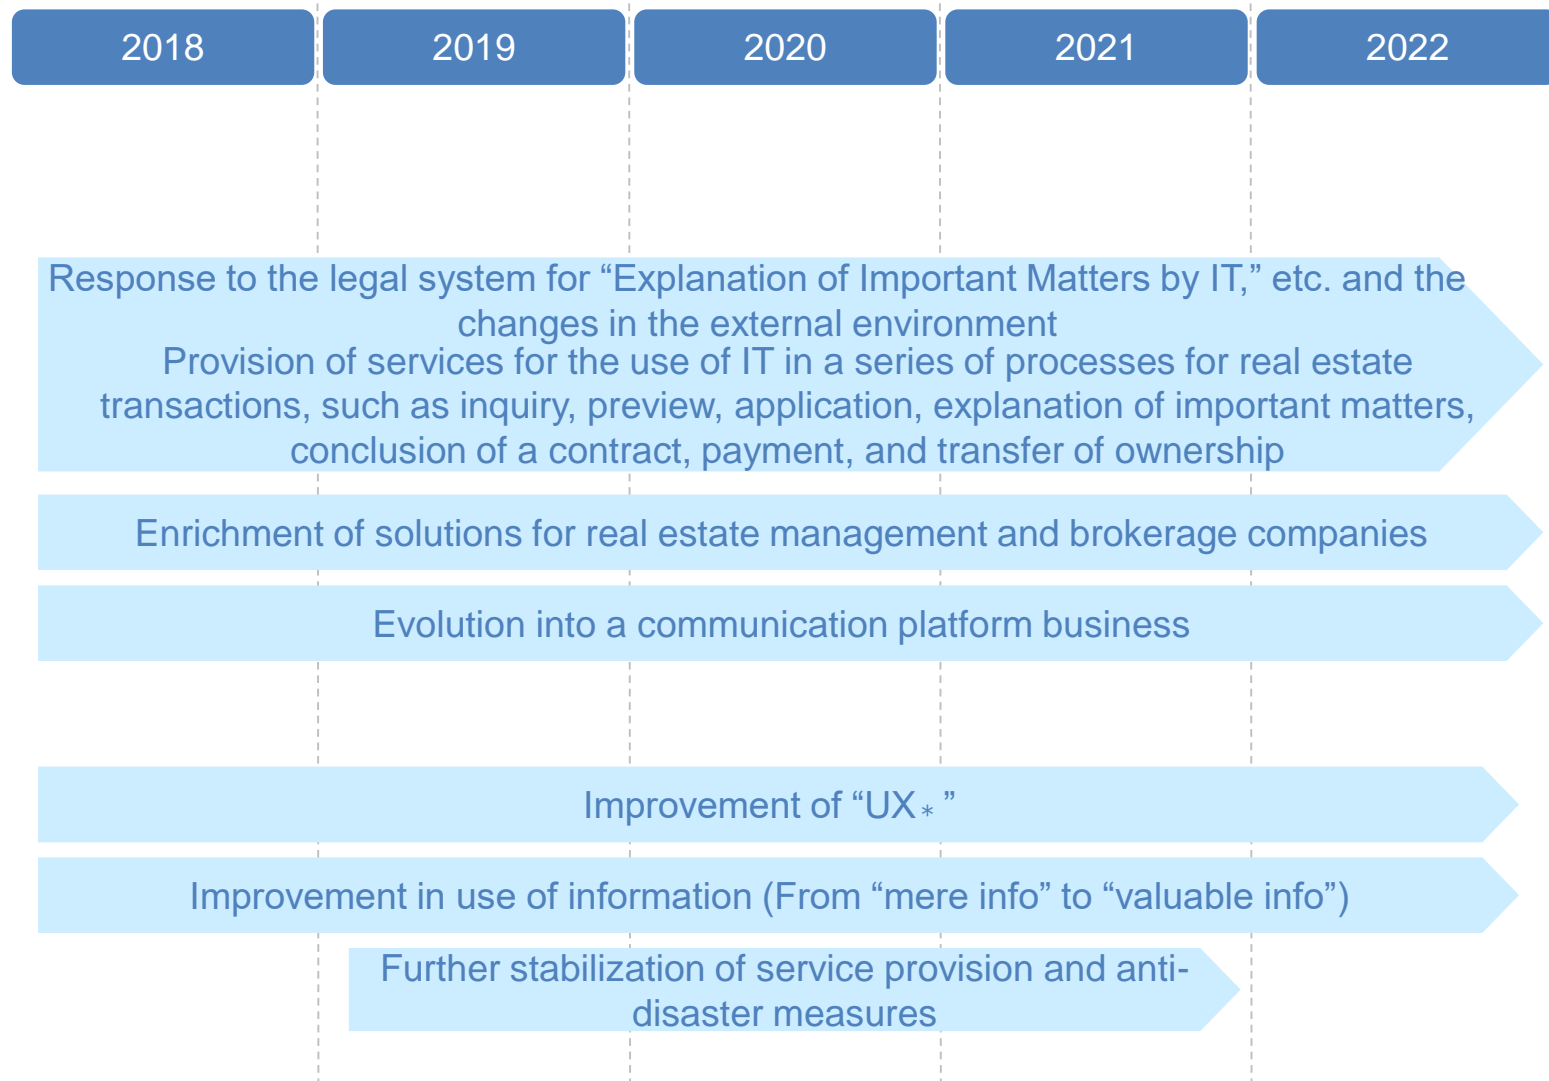 2018
2019
2020
2021
2022
Response to the legal system for “Explanation of Important Matters by IT,” etc. and the
changes in the external environment
Provision of services for the use of IT in a series of processes for real estate
transactions, such as inquiry, preview, application, explanation of important matters,
conclusion of a contract, payment, and transfer of ownership
Enrichment of solutions for real estate management and brokerage companies
Evolution into a communication platform business
Improvement of “UX＊”
Improvement in use of information (From “mere info” to “valuable info”)
Further stabilization of service provision and anti-
disaster measures